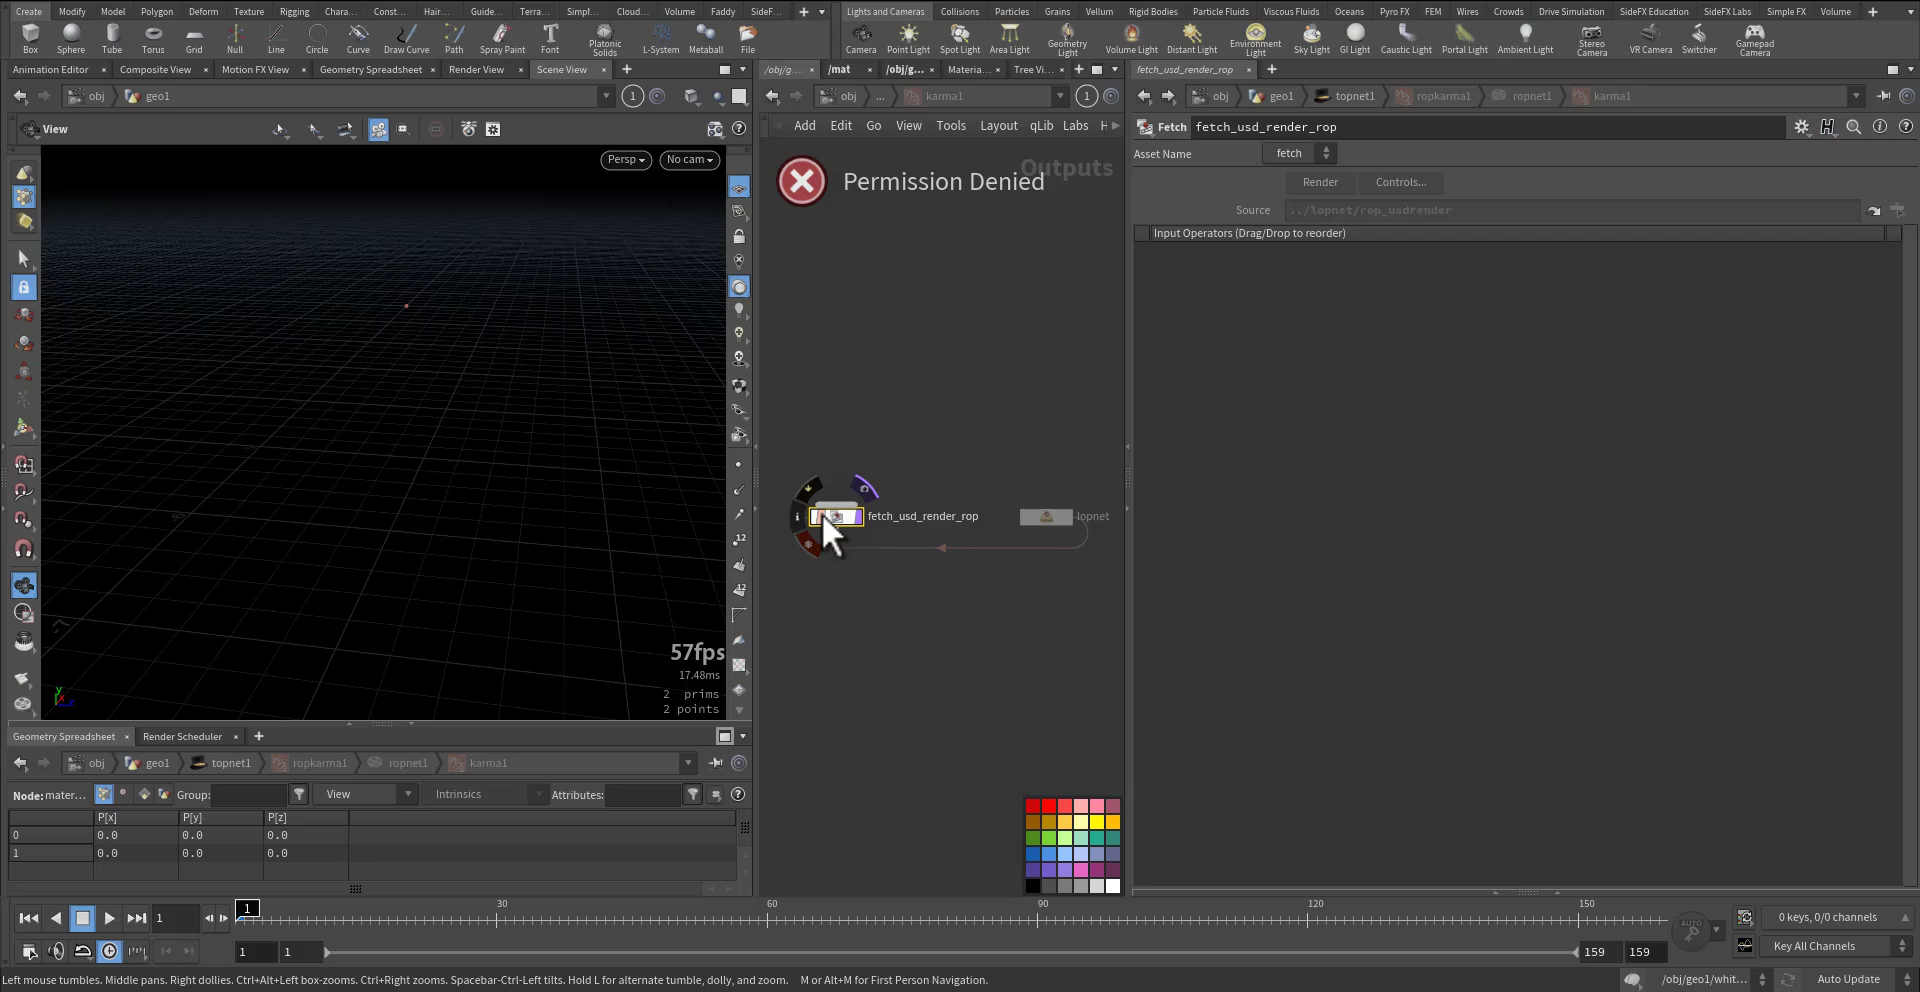 Create Modify Model Polygon Deform Texture Rigging Chara... Const... Hair... Guide... Terra... Simpl... Cloud... Volume Faddy SideF...
Lights and Cameras Collisions Particles Grains Vellum Rigid Bodies Particle Fluids Viscous Fluids Oceans Pyro FX FEM Wires Crowds Drive Simulation SideFX Education SideFX Labs Simple FX Volume
Box Sphere Tube Torus Grid Null Line Circle Curve Draw Curve Path Spray Paint Font Platonic Solids L-System Metaball File
Camera Point Light Spot Light Area Light Geometry Light Volume Light Distant Light Environment Light Sky Light GI Light Caustic Light Portal Light Ambient Light Stereo Camera VR Camera Switcher Gamepad Camera
Animation Editor Composite View Motion FX View Geometry Spreadsheet Render View Scene View
/obj/g... /mat /obj/g... Materia... Tree Vi...
fetch_usd_render_rop
obj geo1
1
obj ... karma1
1
obj geo1 topnet1 ropkarma1 ropnet1 karma1
View
Add Edit Go View Tools Layout qLib Labs H
Fetch fetch_usd_render_rop
Asset Name fetch
Persp No cam
Outputs
Permission Denied
Render Controls...
Source ../lopnet/rop_usdrender
Input Operators (Drag/Drop to reorder)
fetch_usd_render_rop
lopnet
12
12
57fps
17.48ms
2 prims
2 points
y
x
z
Geometry Spreadsheet Render Scheduler
obj geo1 topnet1 ropkarma1 ropnet1 karma1
Node: mater... Group: View Intrinsics Attributes:
P[x] P[y] P[z]
0 0.0 0.0 0.0
1 0.0 0.0 0.0
1
1 30 60 90 120 150
AUTO
0 keys, 0/0 channels
1 1
159 159
Key All Channels
Left mouse tumbles. Middle pans. Right dollies. Ctrl+Alt+Left box-zooms. Ctrl+Right zooms. Spacebar-Ctrl-Left tilts. Hold L for alternate tumble, dolly, and zoom. M or Alt+M for First Person Navigation.
/obj/geo1/whit... Auto Update